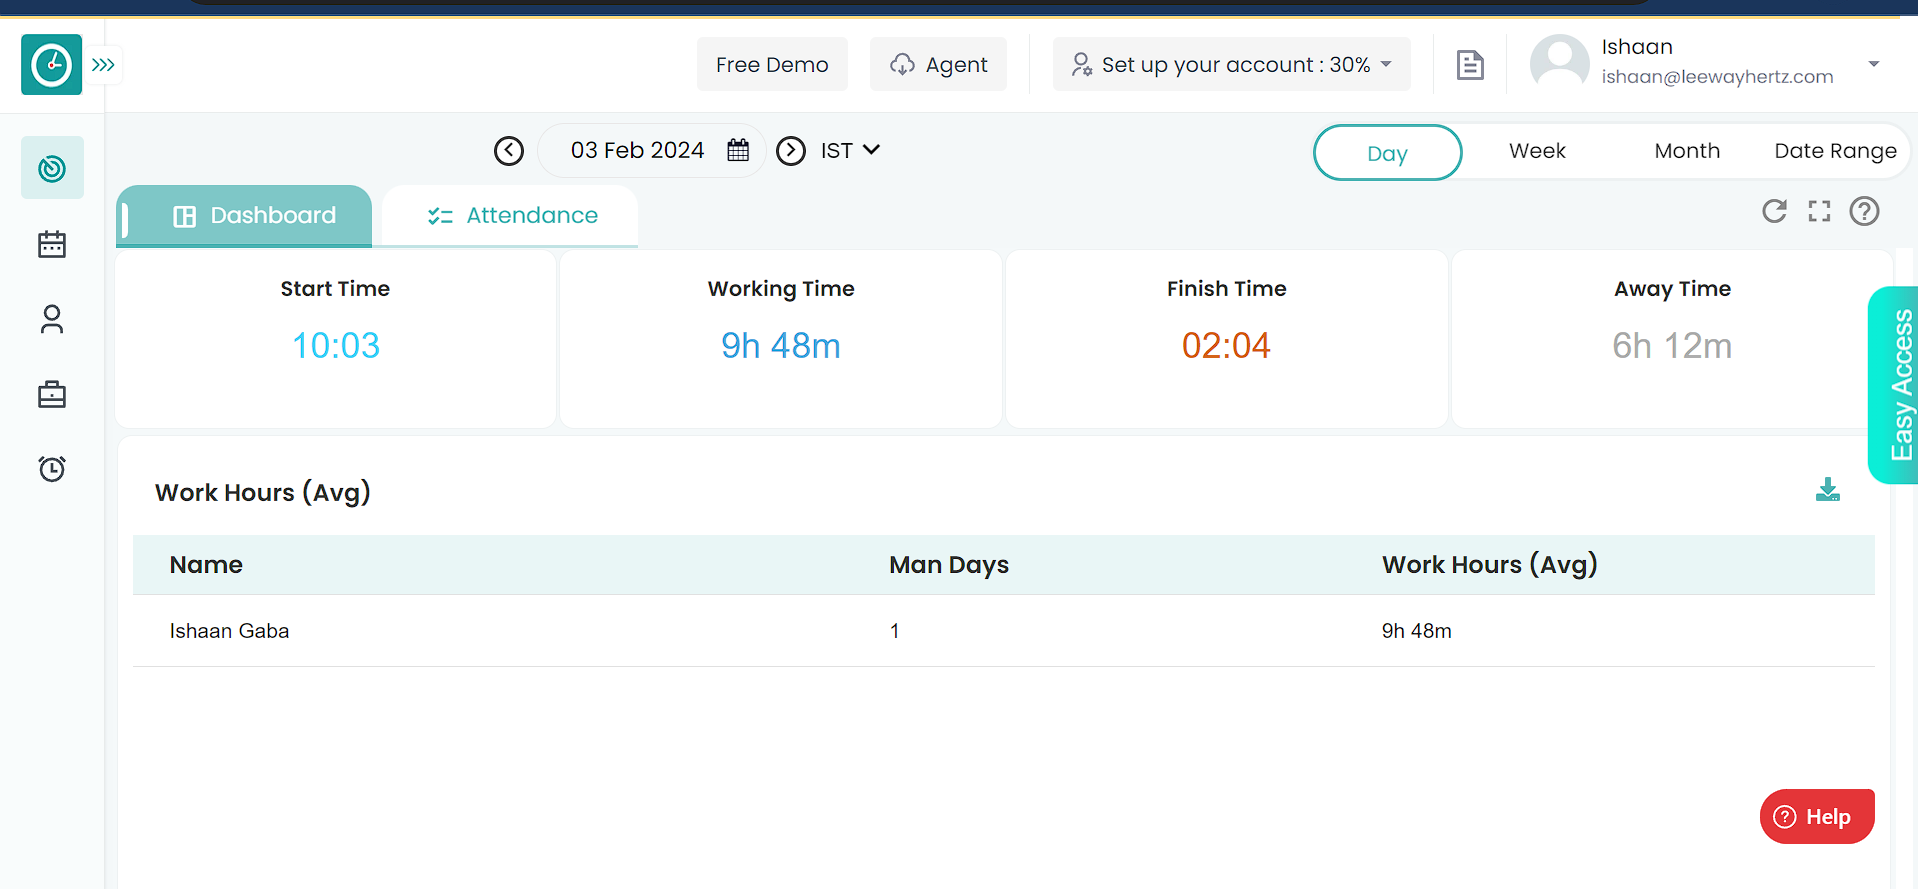 Free Demo
Agent
Set up your account : 30%
Ishaan
ishaan@leewayhertz.com
03 Feb 2024
IST
Day
Week
Month
Date Range
Dashboard
Attendance
Start Time
10:03
Working Time
9h 48m
Finish Time
02:04
Away Time
6h 12m
Easy Access
Work Hours (Avg)
Name Man Days Work Hours (Avg)
Ishaan Gaba 1 9h 48m
Help